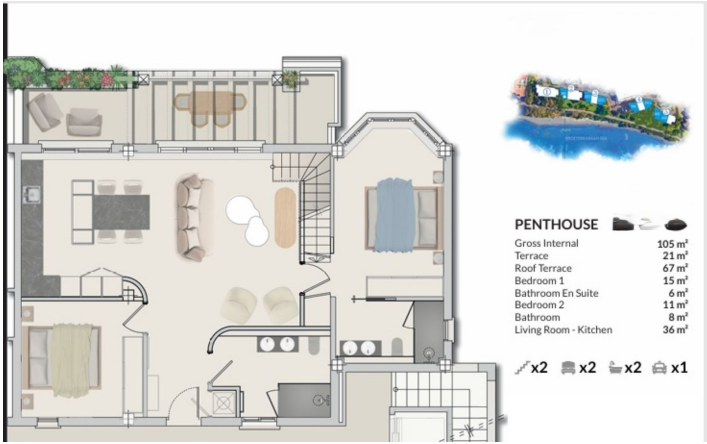 PENTHOUSE
Gross Internal 105 m²
Terrace 21 m²
Roof Terrace 67 m²
Bedroom 1 15 m²
Bathroom En Suite 6 m²
Bedroom 2 11 m²
Bathroom 8 m²
Living Room - Kitchen 36 m²
x2 x2 x2 x1